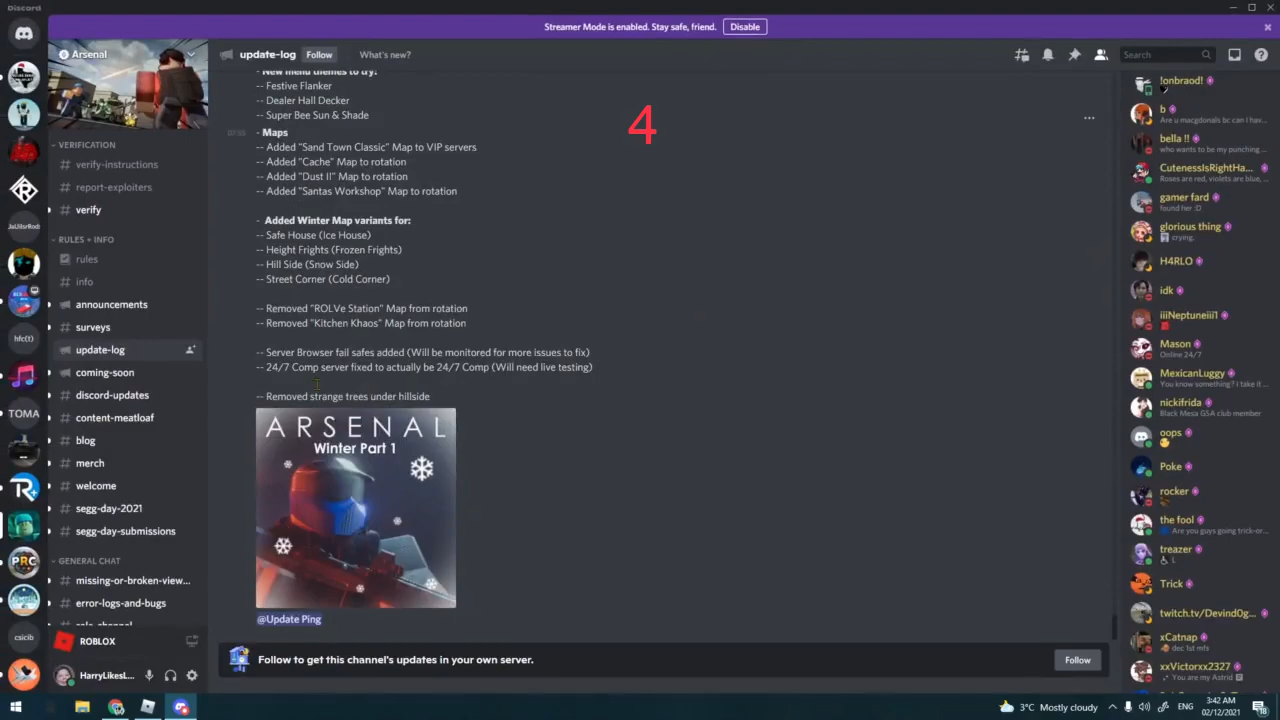 Discord
Streamer Mode is enabled. Stay safe, friend. Disable
Arsenal
update-log Follow What's new?
Search
VERIFICATION
verify-instructions
report-exploiters
verify
RULES + INFO
rules
info
announcements
surveys
update-log
coming-soon
discord-updates
content-meatloaf
blog
merch
welcome
segg-day-2021
segg-day-submissions
GENERAL CHAT
missing-or-broken-view...
error-logs-and-bugs
hfc(t)
TOMA
PRC
csicib
ROBLOX
HarryLikesL...
- New menu themes to try:
-- Festive Flanker
-- Dealer Hall Decker
-- Super Bee Sun & Shade
4
- Maps
-- Added "Sand Town Classic" Map to VIP servers
-- Added "Cache" Map to rotation
-- Added "Dust II" Map to rotation
-- Added "Santas Workshop" Map to rotation
- Added Winter Map variants for:
-- Safe House (Ice House)
-- Height Frights (Frozen Frights)
-- Hill Side (Snow Side)
-- Street Corner (Cold Corner)
-- Removed "ROLVe Station" Map from rotation
-- Removed "Kitchen Khaos" Map from rotation
-- Server Browser fail safes added (Will be monitored for more issues to fix)
-- 24/7 Comp server fixed to actually be 24/7 Comp (Will need live testing)
-- Removed strange trees under hillside
ARSENAL
Winter Part 1
@Update Ping
Follow to get this channel's updates in your own server. Follow
!onbraod!
b
Are u macgdonals bc can I hav...
bella !!
who wants to be my punching ...
CutenessIsRightHa...
Roses are red, violets are blue, ...
gamer fard
found her :D
glorious thing
crying.
H4RLO
idk
iiiNeptuneiii1
Mason
Online 24/7
MexicanLuggy
You know something? I take it ...
nickifrida
Black Mesa GSA club member
oops
Poke
rocker
the fool
Are you guys going trick-or...
treazer
L
Trick
twitch.tv/Devind0g...
xCatnap
dec 1st mfs
xxVictorxx2327
You are my Astrid
3°C Mostly cloudy
ENG
3:42 AM
02/12/2021
18